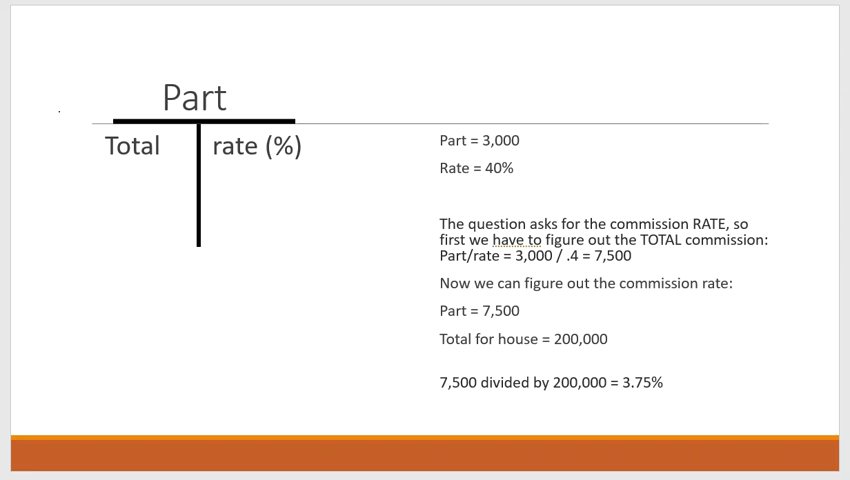 Part
Total rate (%)
Part = 3,000
Rate = 40%
The question asks for the commission RATE, so
first we have to figure out the TOTAL commission:
Part/rate = 3,000 / .4 = 7,500
Now we can figure out the commission rate:
Part = 7,500
Total for house = 200,000
7,500 divided by 200,000 = 3.75%